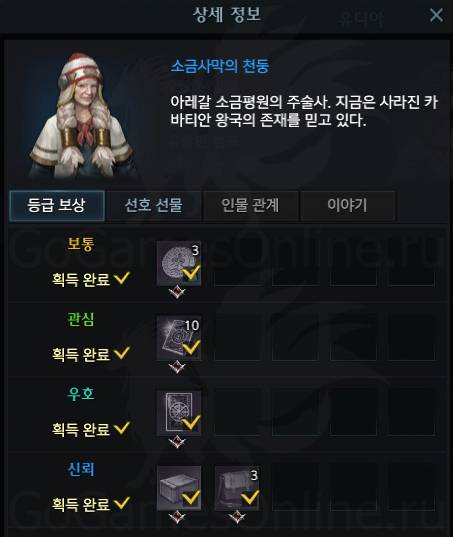 상세 정보
유디아
소금사막의 천둥
아레갈 소금평원의 주술사. 지금은 사라진 카
바티안 왕국의 존재를 믿고 있다.
등급 보상
선호 선물
인물 관계
이야기
GoGamesOnline.ru
보통
획득 완료
3
관심
획득 완료
10
우호
획득 완료
신뢰
획득 완료
3
GoGamesOnline.ru